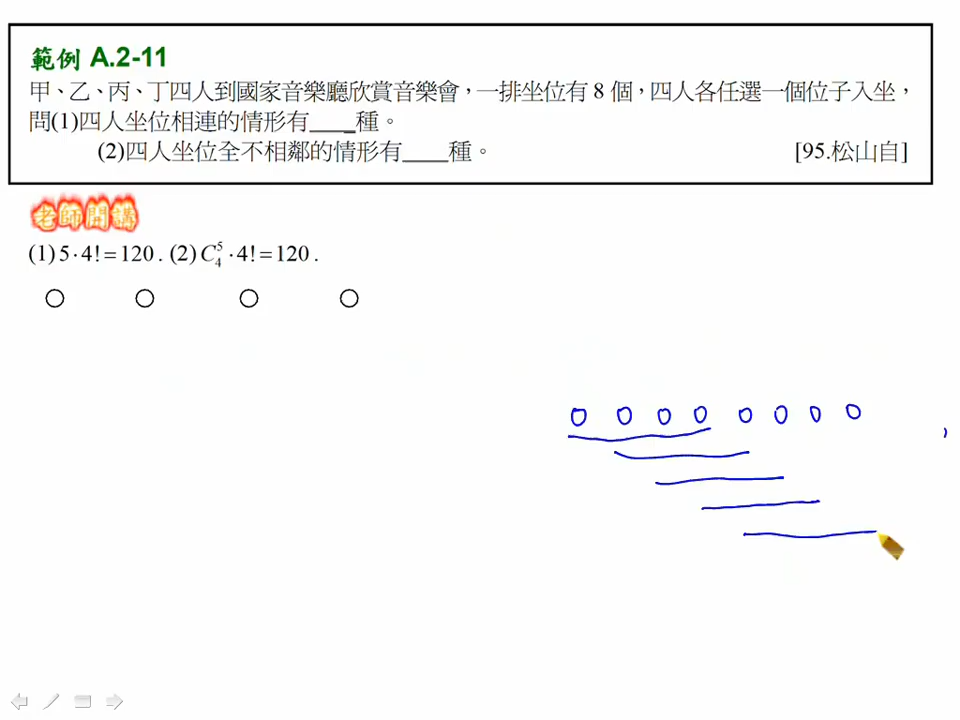 範例 A.2-11
甲、乙、丙、丁四人到國家音樂廳欣賞音樂會，一排坐位有 8 個，四人各任選一個位子入坐，
問(1)四人坐位相連的情形有____種。
(2)四人坐位全不相鄰的情形有____種。 [95.松山自]
老師開講
(1) 5·4!=120. (2) C⁵₄·4!=120.